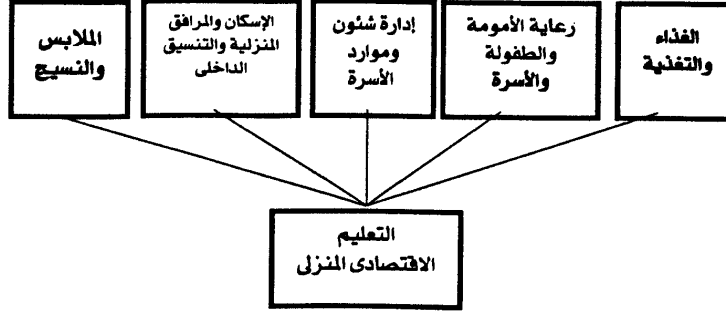 الغذاء
والتغذية
رعاية الأمومة
والطفولة
والأسرة
إدارة شئون
وموارد
الأسرة
الإسكان والمرافق
المنزلية والتنسيق
الداخلى
الملابس
والنسيج
التعليم
الاقتصادى المنزلى